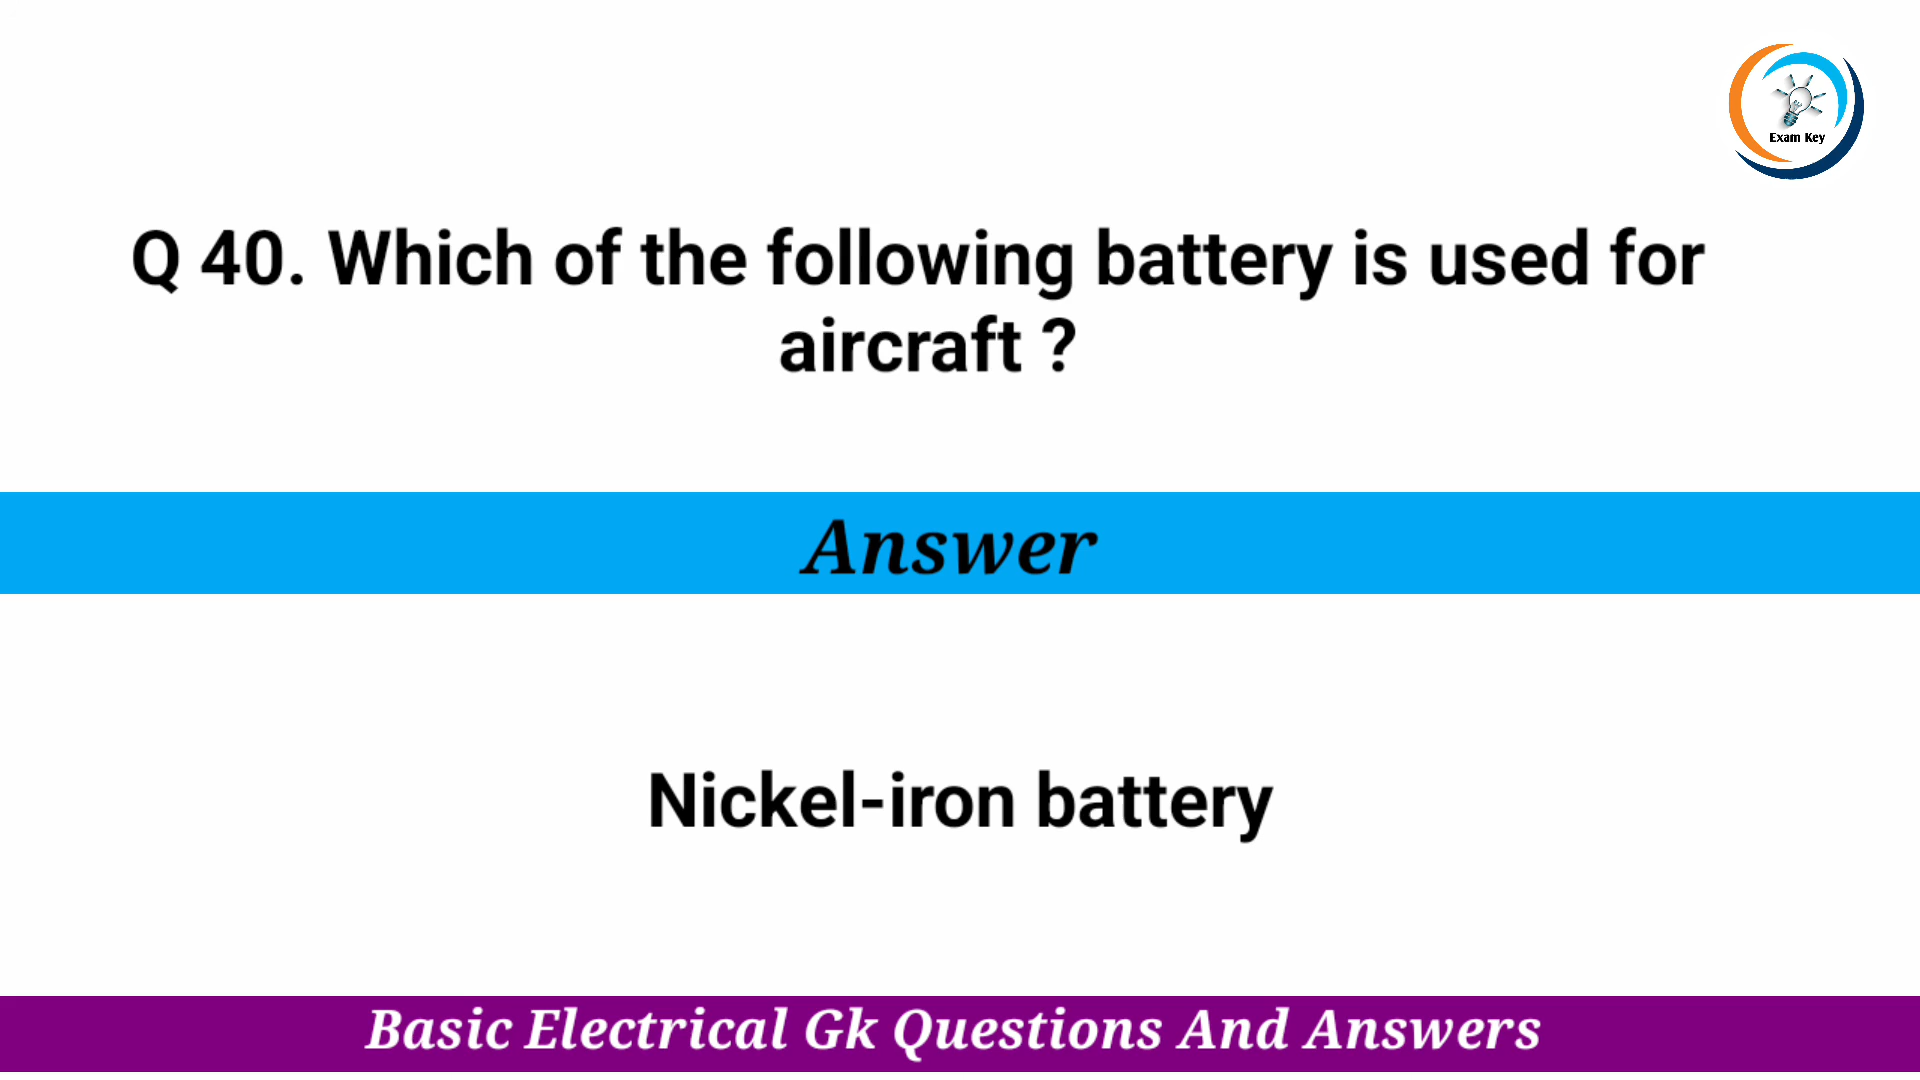 Exam Key
Q 40. Which of the following battery is used for
aircraft ?
Answer
Nickel-iron battery
Basic Electrical Gk Questions And Answers